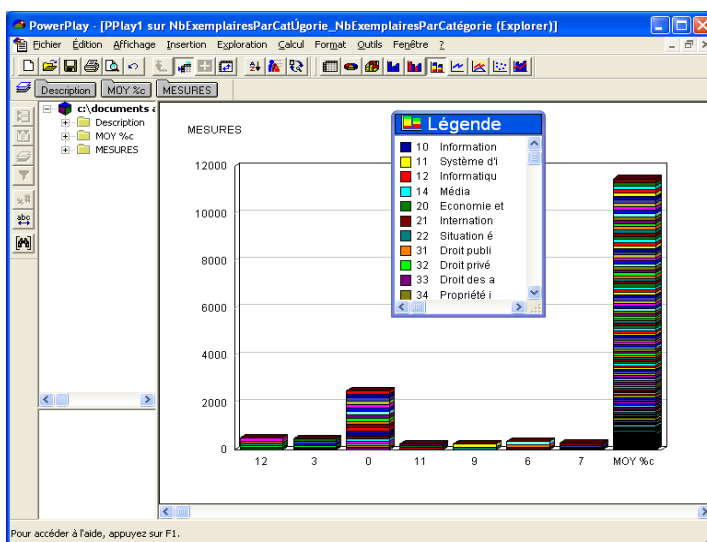 PowerPlay - [PPlay1 sur NbExemplairesParCatÚgorie_NbExemplairesParCatégorie (Explorer)]
Fichier Édition Affichage Insertion Exploration Calcul Format Outils Fenêtre ?
Description MOY %c MESURES
c:\documents a
Description
MOY %c
MESURES
MESURES
Légende
10 Information
11 Système d'i
12 Informatiqu
14 Média
20 Economie et
21 Internation
22 Situation é
31 Droit publi
32 Droit privé
33 Droit des a
34 Propriété i
12000
10000
8000
6000
4000
2000
0
12 3 0 11 9 6 7 MOY %c
abc
Pour accéder à l'aide, appuyez sur F1.